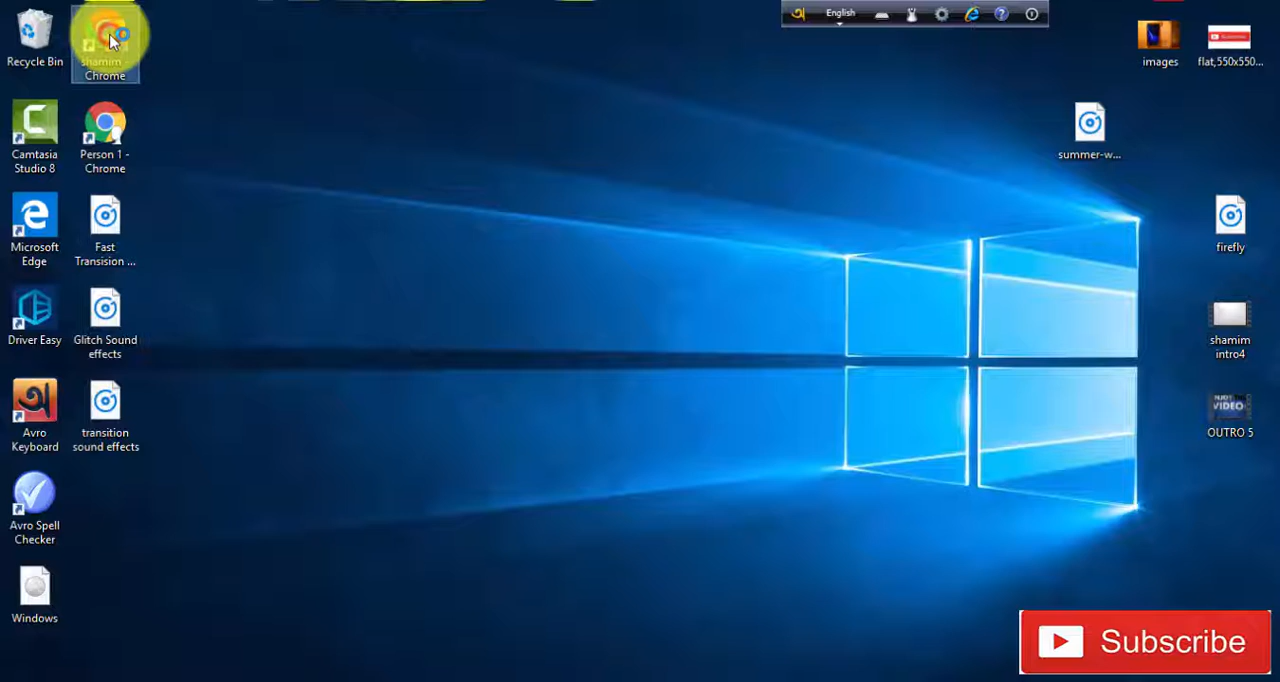 Recycle Bin
shamim -
Chrome
Camtasia
Studio 8
Person 1 -
Chrome
Microsoft
Edge
Fast
Transision ...
Driver Easy
Glitch Sound
effects
অ
Avro
Keyboard
transition
sound effects
Avro Spell
Checker
Windows
অ
English
images
flat,550x550...
summer-w...
firefly
shamim
intro4
VIDEO
OUTRO 5
Subscribe